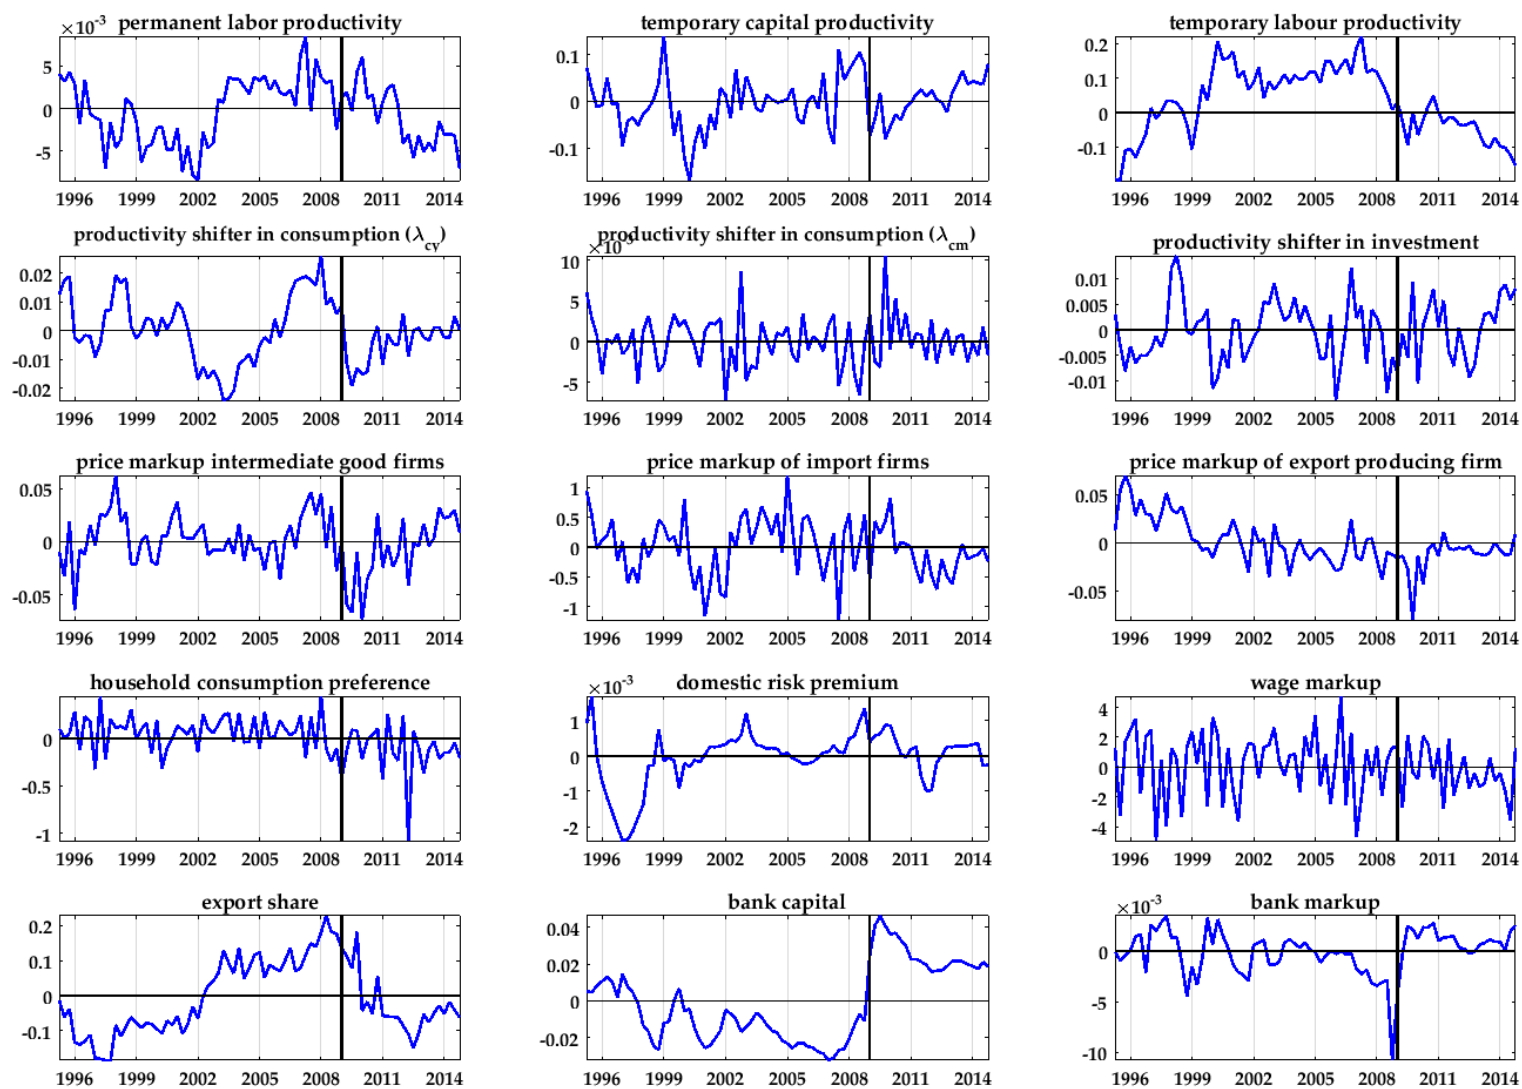 ×10⁻³ permanent labor productivity
5
0
-5
1996 1999 2002 2005 2008 2011 2014
temporary capital productivity
0.1
0
-0.1
1996 1999 2002 2005 2008 2011 2014
temporary labour productivity
0.2
0.1
0
-0.1
1996 1999 2002 2005 2008 2011 2014
productivity shifter in consumption (λcy)
0.02
0.01
0
-0.01
-0.02
1996 1999 2002 2005 2008 2011 2014
×10⁻³ productivity shifter in consumption (λcm)
10
5
0
-5
1996 1999 2002 2005 2008 2011 2014
productivity shifter in investment
0.01
0.005
0
-0.005
-0.01
1996 1999 2002 2005 2008 2011 2014
price markup intermediate good firms
0.05
0
-0.05
1996 1999 2002 2005 2008 2011 2014
price markup of import firms
1
0.5
0
-0.5
-1
1996 1999 2002 2005 2008 2011 2014
price markup of export producing firm
0.05
0
-0.05
1996 1999 2002 2005 2008 2011 2014
household consumption preference
0
-0.5
-1
1996 1999 2002 2005 2008 2011 2014
×10⁻³ domestic risk premium
1
0
-1
-2
1996 1999 2002 2005 2008 2011 2014
wage markup
4
2
0
-2
-4
1996 1999 2002 2005 2008 2011 2014
export share
0.2
0.1
0
-0.1
1996 1999 2002 2005 2008 2011 2014
bank capital
0.04
0.02
0
-0.02
1996 1999 2002 2005 2008 2011 2014
×10⁻³ bank markup
0
-5
-10
1996 1999 2002 2005 2008 2011 2014